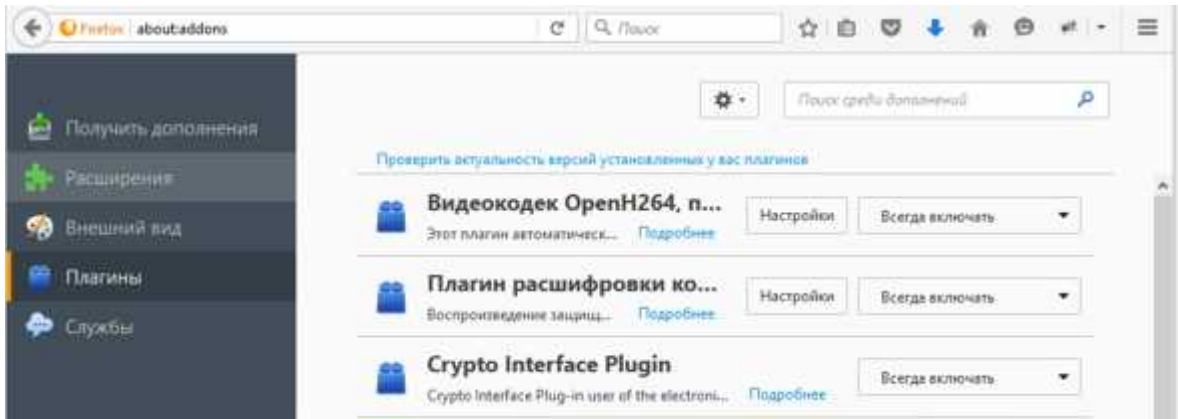 Firefox about:addons
Поиск
Поиск среди дополнений
Получить дополнения
Расширения
Внешний вид
Плагины
Службы
Проверить актуальность версий установленных у вас плагинов
Видеокодек OpenH264, п...
Этот плагин автоматическ... Подробнее
Настройки
Всегда включать
Плагин расшифровки ко...
Воспроизведение защищ... Подробнее
Настройки
Всегда включать
Crypto Interface Plugin
Crypto Interface Plug-in user of the electroni... Подробнее
Всегда включать